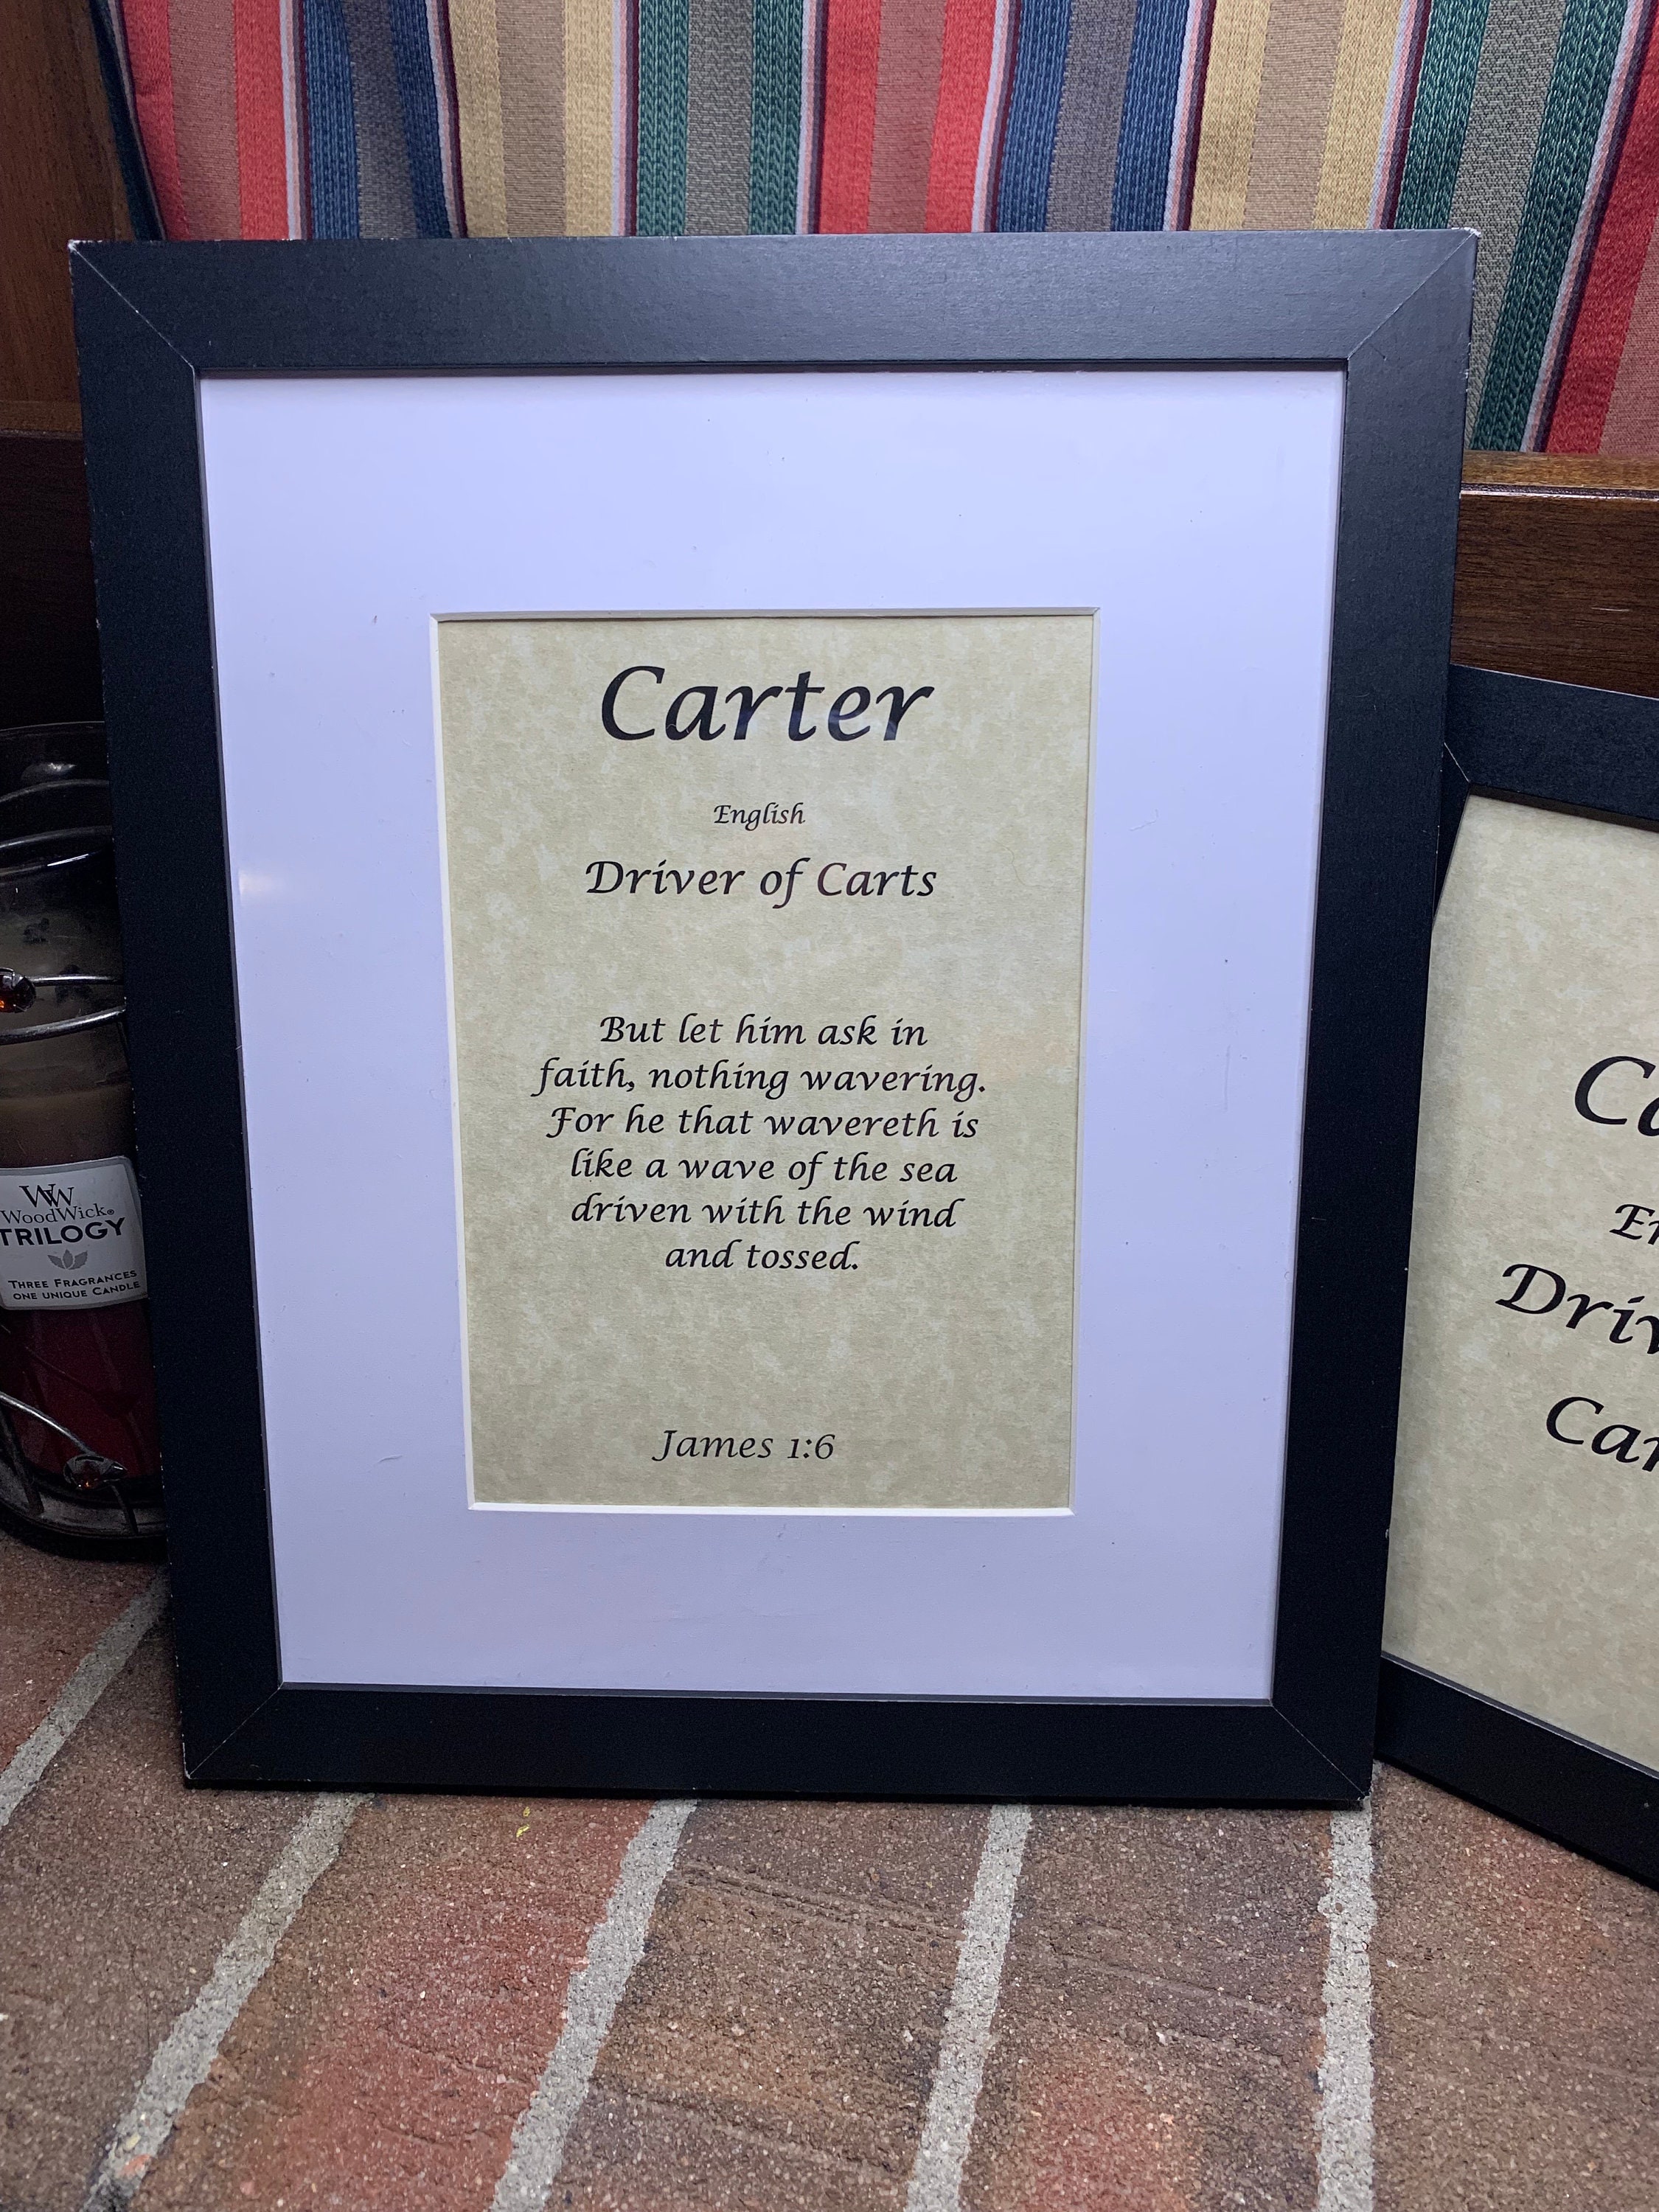 Carter
English
Driver of Carts
But let him ask in
faith, nothing wavering.
For he that wavereth is
like a wave of the sea
driven with the wind
and tossed.
James 1:6
WW
WoodWick®
TRILOGY
THREE FRAGRANCES
ONE UNIQUE CANDLE